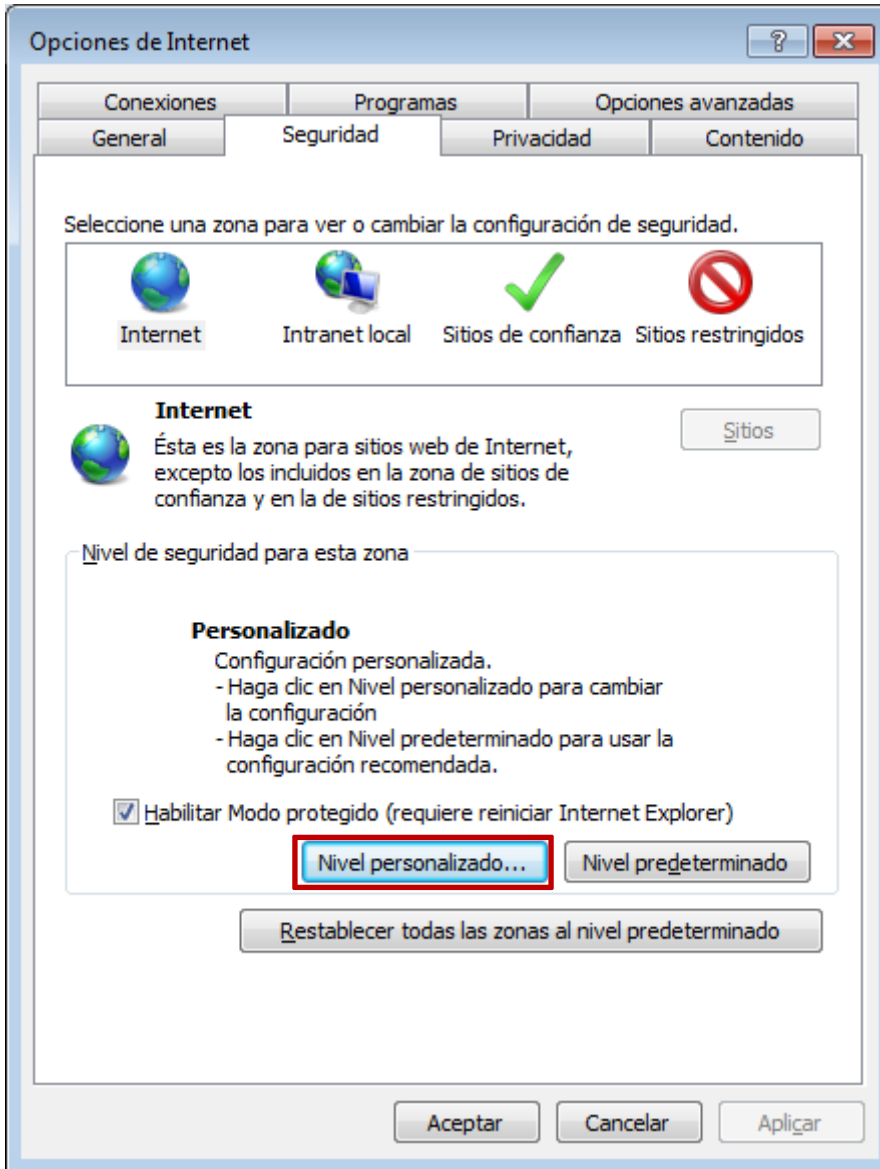 Opciones de Internet
Conexiones Programas Opciones avanzadas
General Seguridad Privacidad Contenido
Seleccione una zona para ver o cambiar la configuración de seguridad.
Internet Intranet local Sitios de confianza Sitios restringidos
Internet
Sitios
Ésta es la zona para sitios web de Internet,
excepto los incluidos en la zona de sitios de
confianza y en la de sitios restringidos.
Nivel de seguridad para esta zona
Personalizado
Configuración personalizada.
- Haga clic en Nivel personalizado para cambiar
la configuración
- Haga clic en Nivel predeterminado para usar la
configuración recomendada.
Habilitar Modo protegido (requiere reiniciar Internet Explorer)
Nivel personalizado... Nivel predeterminado
Restablecer todas las zonas al nivel predeterminado
Aceptar Cancelar Aplicar